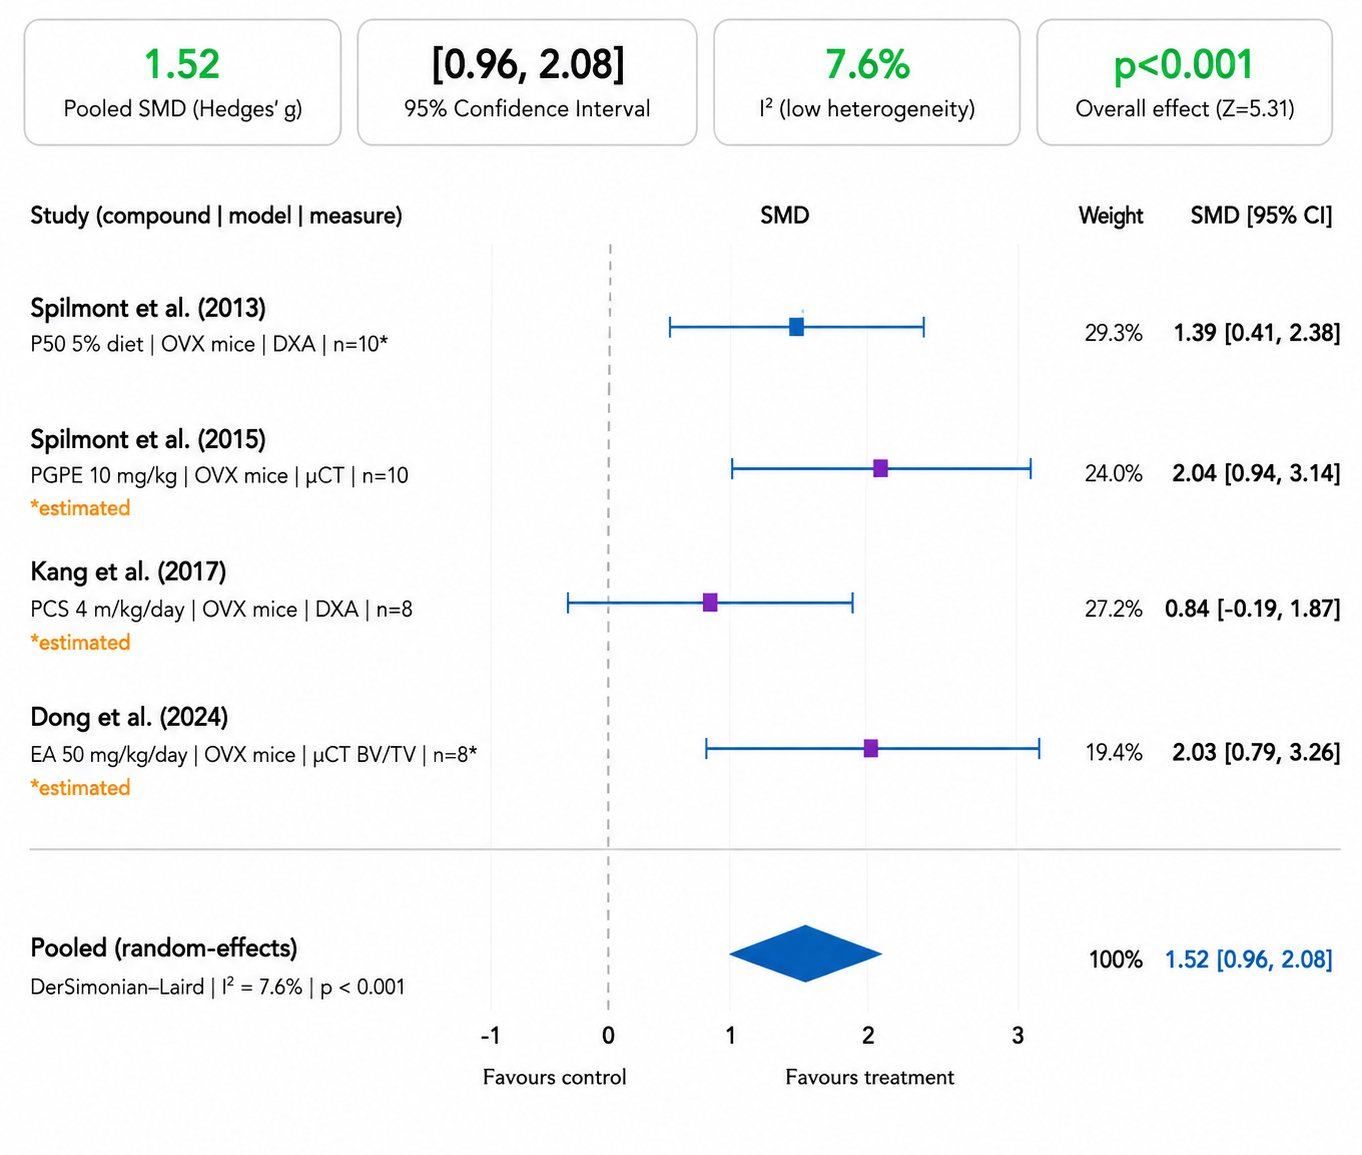 1.52
Pooled SMD (Hedges' g)
[0.96, 2.08]
95% Confidence Interval
7.6%
I² (low heterogeneity)
p<0.001
Overall effect (Z=5.31)
Study (compound | model | measure) SMD Weight SMD [95% CI]
Spilmont et al. (2013)
P50 5% diet | OVX mice | DXA | n=10* 29.3% 1.39 [0.41, 2.38]
Spilmont et al. (2015)
PGPE 10 mg/kg | OVX mice | µCT | n=10 24.0% 2.04 [0.94, 3.14]
*estimated
Kang et al. (2017)
PCS 4 m/kg/day | OVX mice | DXA | n=8 27.2% 0.84 [-0.19, 1.87]
*estimated
Dong et al. (2024)
EA 50 mg/kg/day | OVX mice | µCT BV/TV | n=8* 19.4% 2.03 [0.79, 3.26]
*estimated
Pooled (random-effects) 100% 1.52 [0.96, 2.08]
DerSimonian–Laird | I² = 7.6% | p < 0.001
-1 0 1 2 3
Favours control Favours treatment